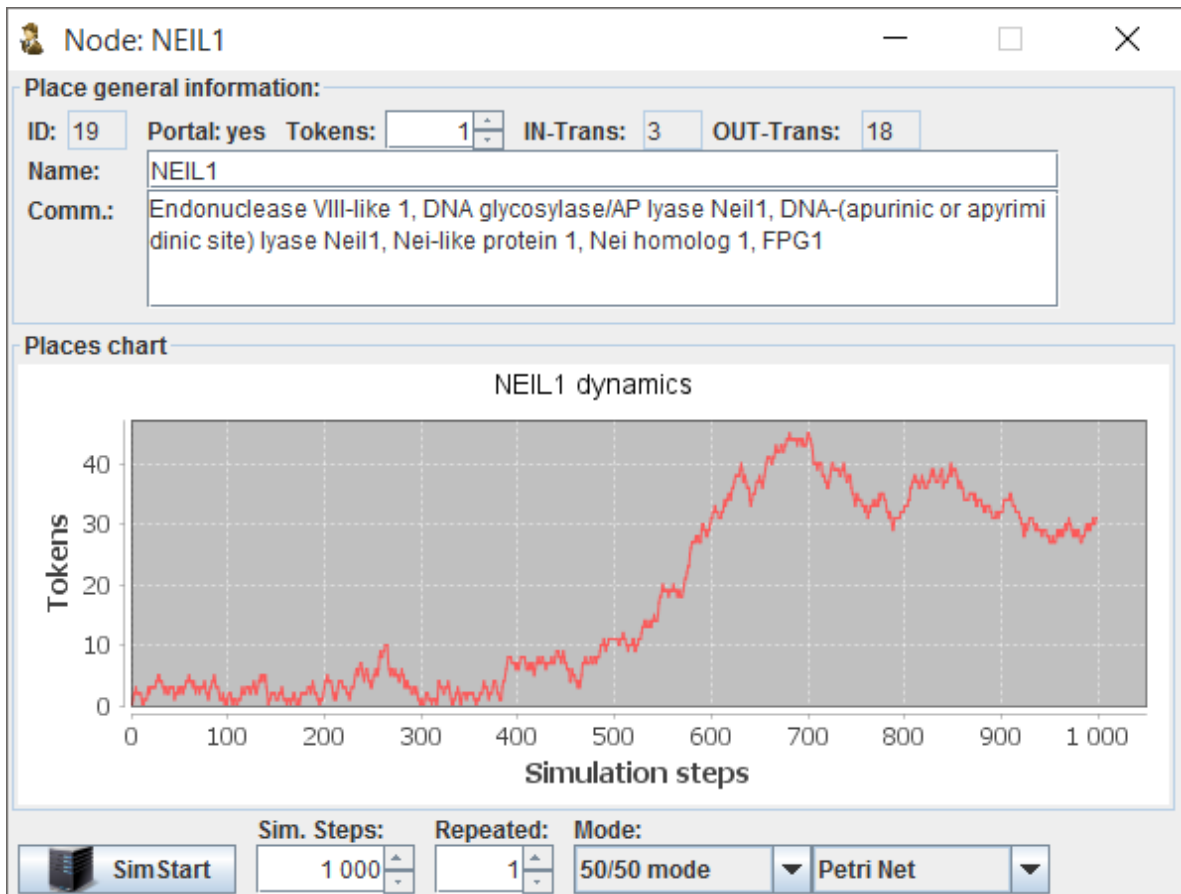 Node: NEIL1
Place general information:
ID: 19 Portal: yes Tokens: 1 IN-Trans: 3 OUT-Trans: 18
Name: NEIL1
Comm.: Endonuclease VIII-like 1, DNA glycosylase/AP lyase Neil1, DNA-(apurinic or apyrimi
dinic site) lyase Neil1, Nei-like protein 1, Nei homolog 1, FPG1
Places chart
NEIL1 dynamics
40
30
20
10
0
Tokens
0 100 200 300 400 500 600 700 800 900 1 000
Simulation steps
Sim. Steps: Repeated: Mode:
SimStart 1 000 1 50/50 mode Petri Net